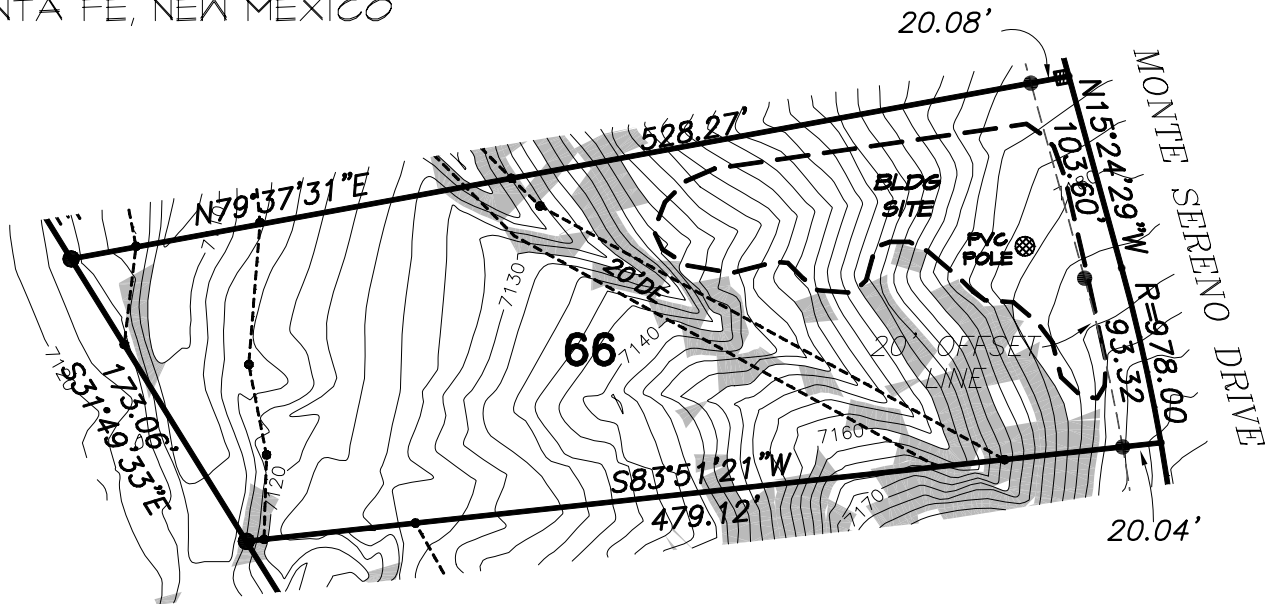 NTA FE, NEW MEXICO
20.08'
MONTE SERENO DRIVE
N15°24'29"W
103.60'
528.27'
N79°37'31"E
BLDG
SITE
PVC
POLE
20' DE
7130
7140
66
20' OFFSET
LINE
93.32
R=978.00
7160
7170
7120
173.06'
S31°49'33"E
7120
S83°51'21"W
479.12'
20.04'